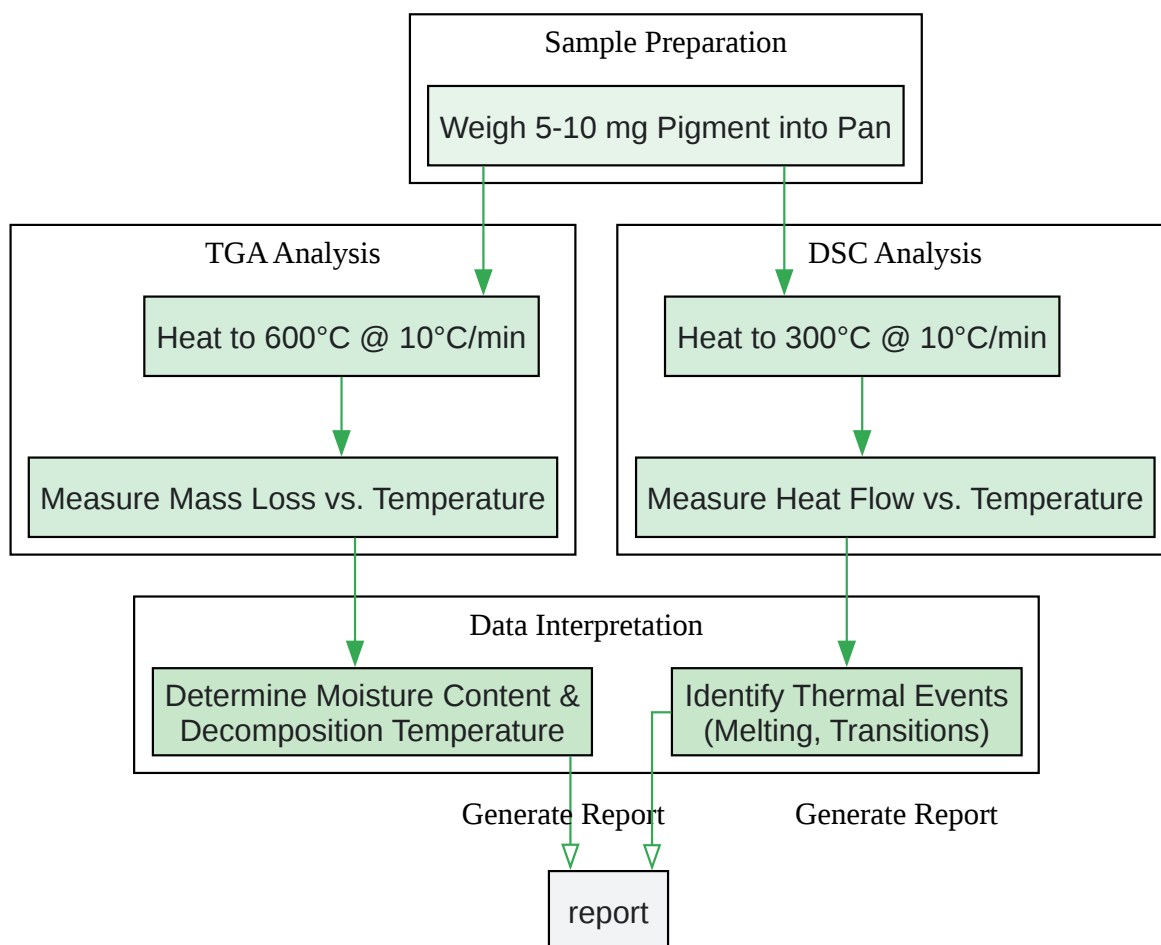 Sample Preparation
Weigh 5-10 mg Pigment into Pan
TGA Analysis
Heat to 600°C @ 10°C/min
Measure Mass Loss vs. Temperature
DSC Analysis
Heat to 300°C @ 10°C/min
Measure Heat Flow vs. Temperature
Data Interpretation
Determine Moisture Content &
Decomposition Temperature
Identify Thermal Events
(Melting, Transitions)
Generate Report
Generate Report
report